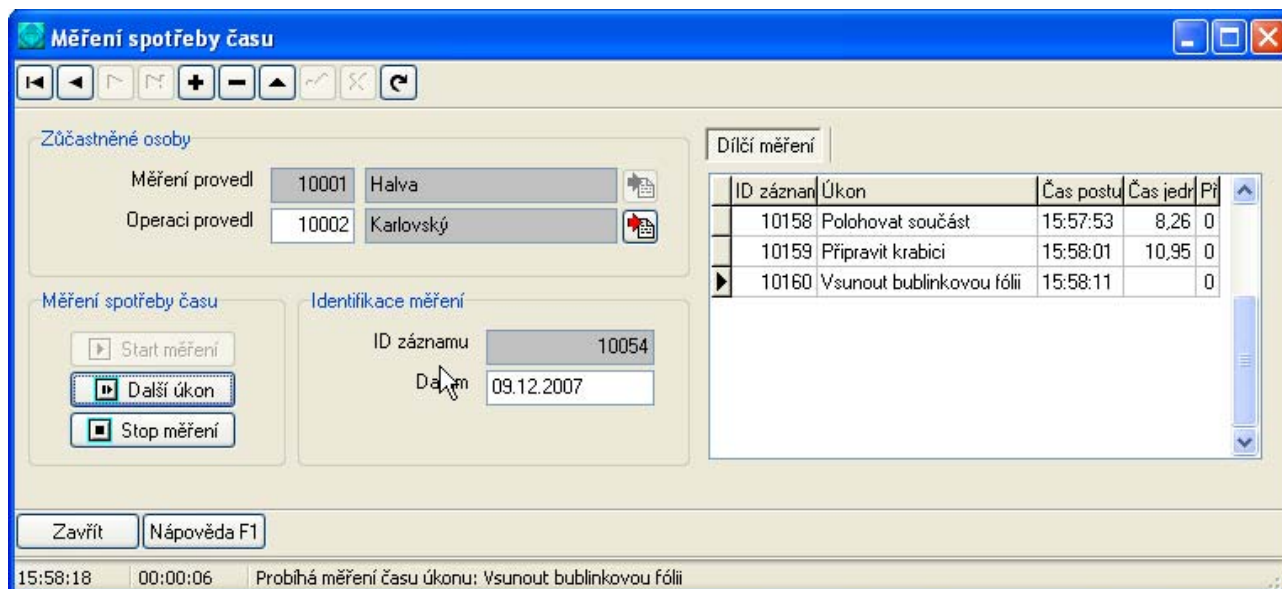 Měření spotřeby času
Zůčastněné osoby
Měření provedl 10001 Halva
Operaci provedl 10002 Karlovský
Měření spotřeby času
Start měření
Další úkon
Stop měření
Identifikace měření
ID záznamu 10054
Datum 09.12.2007
Dílčí měření
ID záznam Úkon Čas postu Čas jedr Př
10158 Polohovat součást 15:57:53 8,26 0
10159 Připravit krabici 15:58:01 10,95 0
10160 Vsunout bublinkovou fólii 15:58:11 0
Zavřít Nápověda F1
15:58:18 00:00:06 Probíhá měření času úkonu: Vsunout bublinkovou fólii